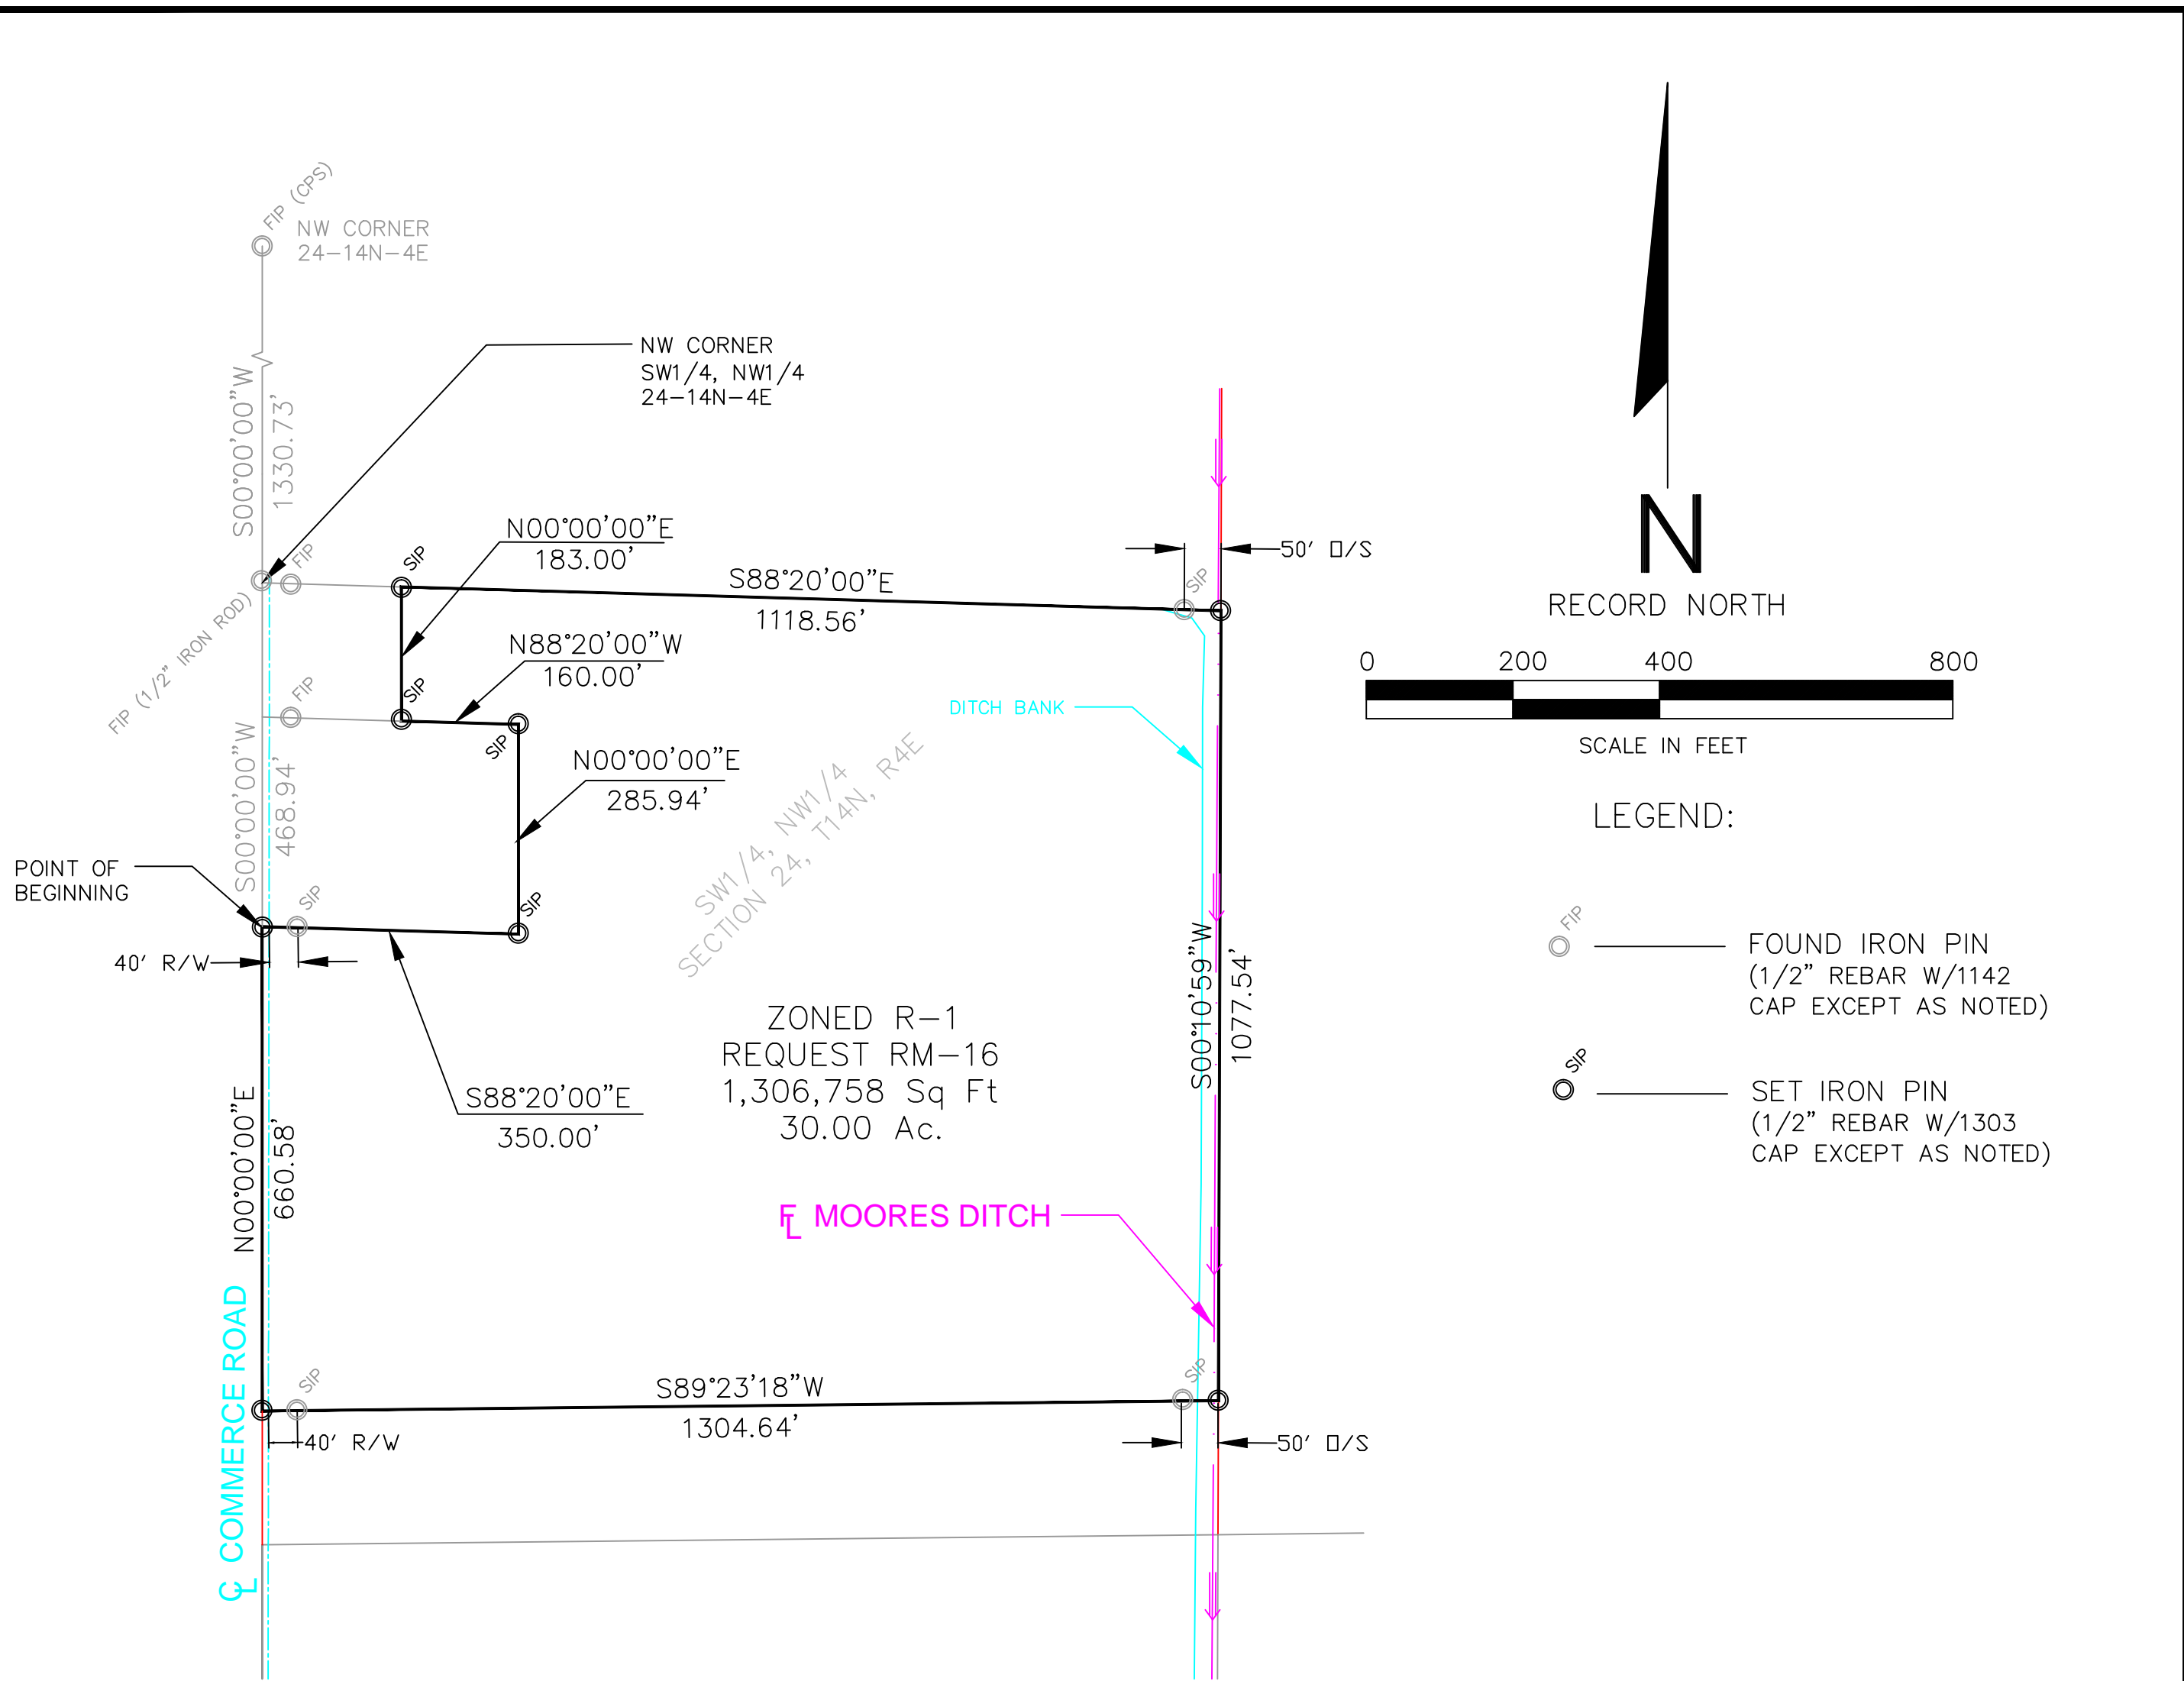 FIP (CPS)
NW CORNER
24-14N-4E
S00°00'00"W
1330.73'
NW CORNER
SW1/4, NW1/4
24-14N-4E
N
RECORD NORTH
0 200 400 800
SCALE IN FEET
FIP
FIP (1/2" IRON ROD)
SIP
N00°00'00"E
183.00'
S88°20'00"E
1118.56'
SIP
50' O/S
N88°20'00"W
160.00'
FIP
SIP
SIP
DITCH BANK
N00°00'00"E
285.94'
S00°00'00"W
468.94'
SW1/4, NW1/4
SECTION 24, T14N, R4E
POINT OF
BEGINNING
SIP
SIP
40' R/W
S88°20'00"E
350.00'
ZONED R-1
REQUEST RM-16
1,306,758 Sq Ft
30.00 Ac.
S00°10'59"W
1077.54'
N00°00'00"E
660.58'
FL MOORES DITCH
CL COMMERCE ROAD
SIP
40' R/W
S89°23'18"W
1304.64'
SIP
50' O/S
LEGEND:
FIP
FOUND IRON PIN
(1/2" REBAR W/1142
CAP EXCEPT AS NOTED)
SIP
SET IRON PIN
(1/2" REBAR W/1303
CAP EXCEPT AS NOTED)